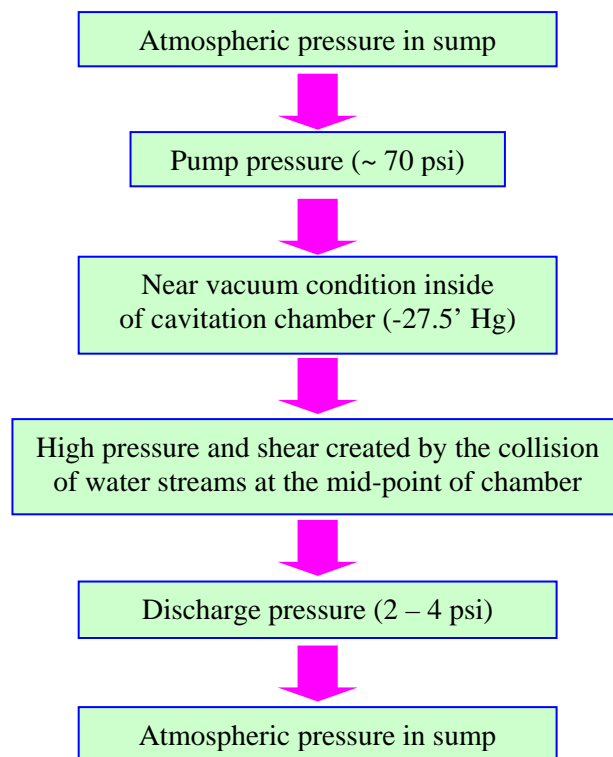 Atmospheric pressure in sump
Pump pressure (~ 70 psi)
Near vacuum condition inside
of cavitation chamber (-27.5’ Hg)
High pressure and shear created by the collision
of water streams at the mid-point of chamber
Discharge pressure (2 – 4 psi)
Atmospheric pressure in sump